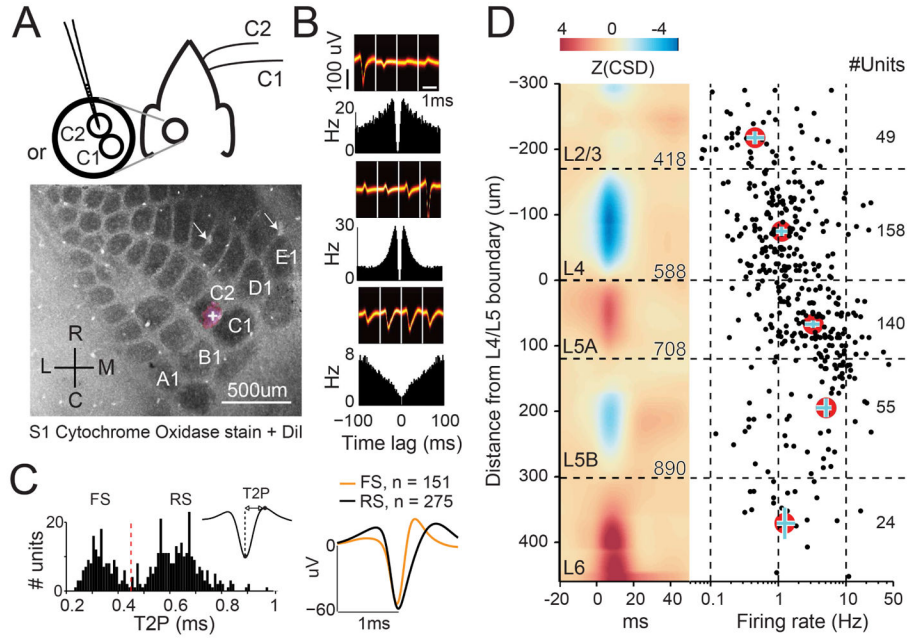 A
C2
C1
C2
C1
or
E1
D1
C2
C1
B1
A1
R
L M
C
500um
S1 Cytochrome Oxidase stain + DiI
B
100 uV
1ms
20
Hz
0
30
Hz
0
8
Hz
0
−100 0 100
Time lag (ms)
C
FS RS
T2P
20
10
0
# units
0.2 0.4 0.6 0.8 1
T2P (ms)
FS, n = 151
RS, n = 275
uV
−60
1ms
D
4 0 -4
Z(CSD)
#Units
Distance from L4/L5 boundary (um)
−300
−200
−100
0
100
200
300
400
L2/3 418
L4 588
L5A 708
L5B 890
L6
49
158
140
55
24
-20 0 20 40
ms
0.1 1 10 50
Firing rate (Hz)